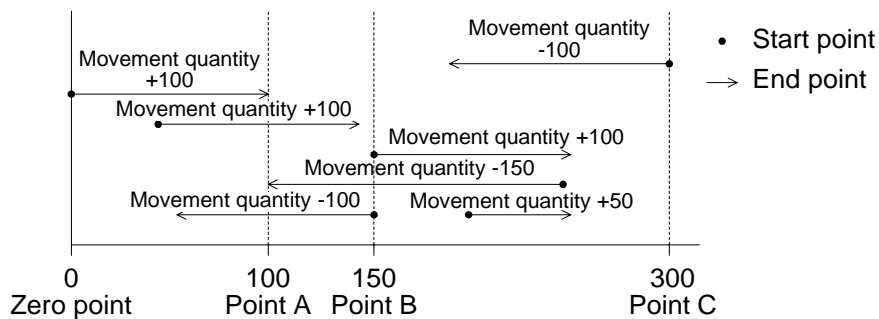 Movement quantity
-100
Start point
Movement quantity
+100
End point
Movement quantity +100
Movement quantity +100
Movement quantity -150
Movement quantity -100
Movement quantity +50
0 100 150 300
Zero point Point A Point B Point C